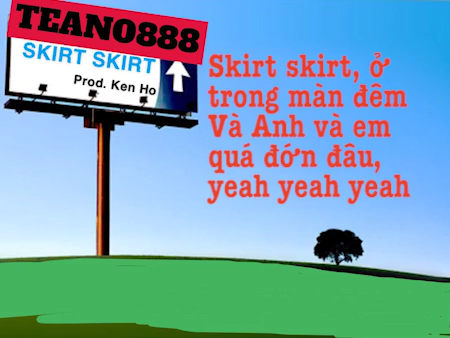 TEANO888
SKIRT SKIRT
Prod. Ken Ho
Skirt skirt, ở
trong màn đêm
Và Anh và em
quá đớn đâu,
yeah yeah yeah